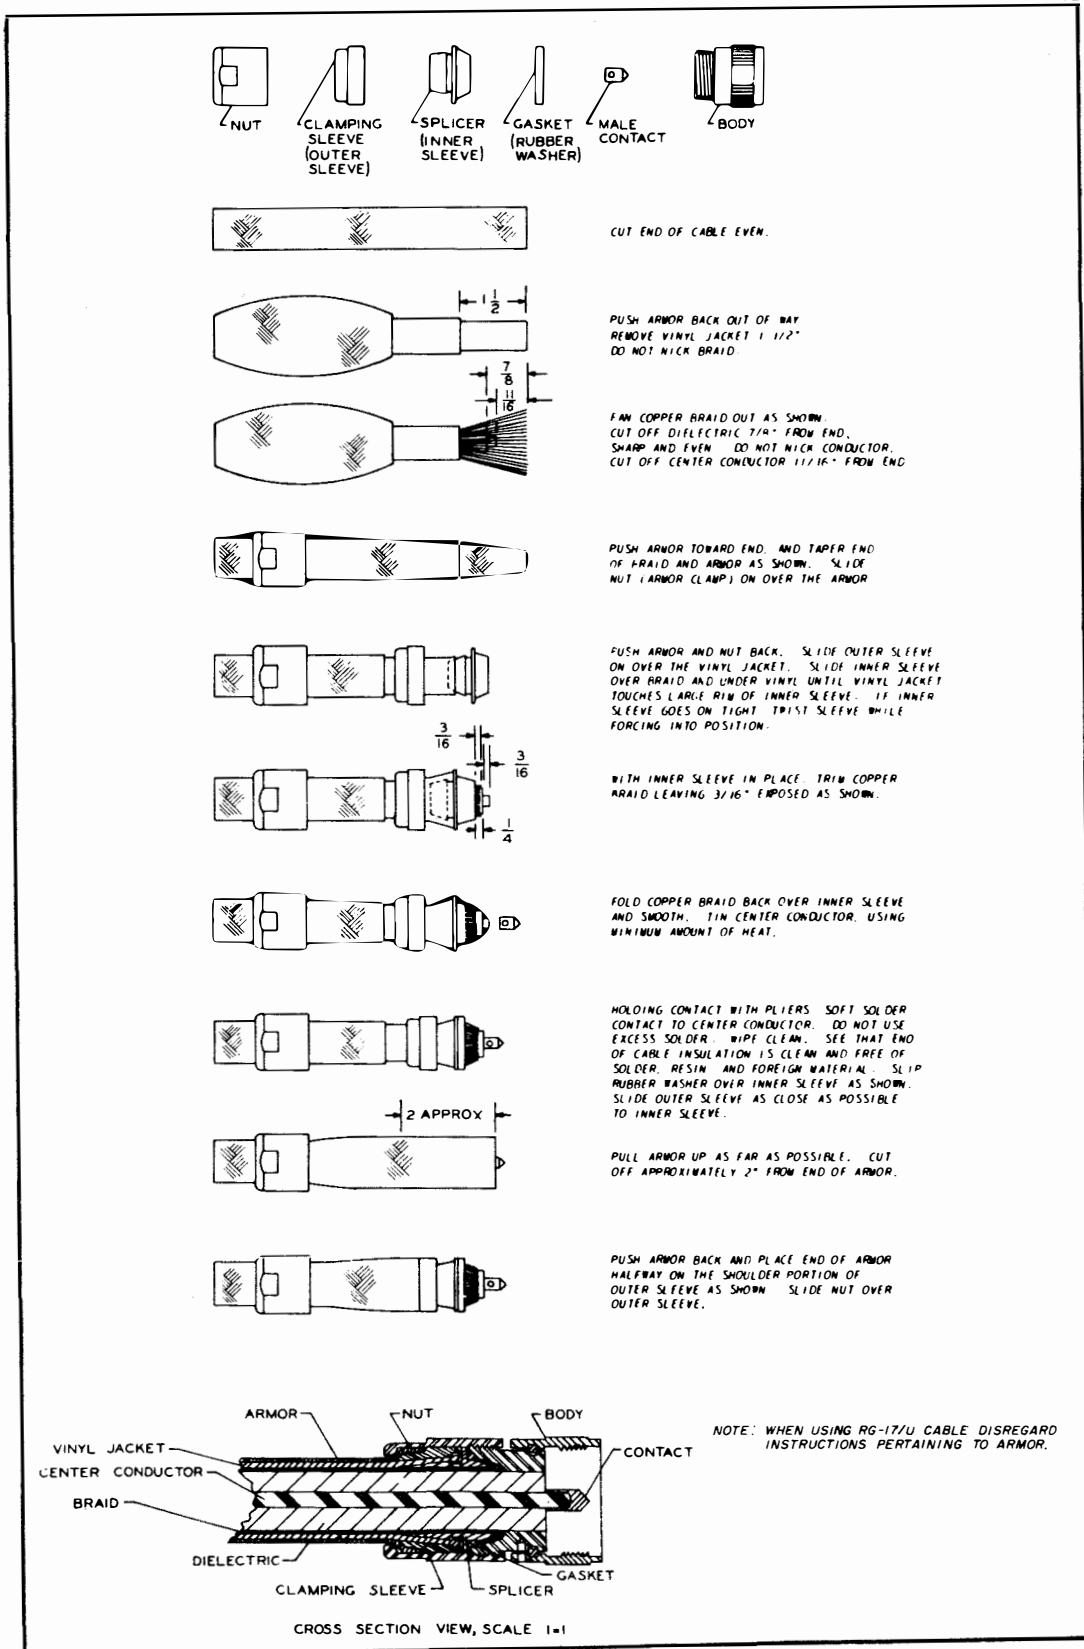 NUT
CLAMPING
SLEEVE
(OUTER
SLEEVE)
SPLICER
(INNER
SLEEVE)
GASKET
(RUBBER
WASHER)
MALE
CONTACT
BODY
CUT END OF CABLE EVEN.
1 1/2
PUSH ARMOR BACK OUT OF WAY
REMOVE VINYL JACKET 1 1/2"
DO NOT NICK BRAID
7/8
11/16
FAN COPPER BRAID OUT AS SHOWN.
CUT OFF DIELECTRIC 7/8" FROM END,
SHARP AND EVEN DO NOT NICK CONDUCTOR.
CUT OFF CENTER CONDUCTOR 11/16" FROM END
PUSH ARMOR TOWARD END, AND TAPER END
OF BRAID AND ARMOR AS SHOWN. SLIDE
NUT (ARMOR CLAMP) ON OVER THE ARMOR
PUSH ARMOR AND NUT BACK. SLIDE OUTER SLEEVE
ON OVER THE VINYL JACKET. SLIDE INNER SLEEVE
OVER BRAID AND UNDER VINYL UNTIL VINYL JACKET
TOUCHES LARGE RIM OF INNER SLEEVE. IF INNER
SLEEVE GOES ON TIGHT TWIST SLEEVE WHILE
FORCING INTO POSITION.
3/16
3/16
1/4
WITH INNER SLEEVE IN PLACE TRIM COPPER
BRAID LEAVING 3/16" EXPOSED AS SHOWN.
FOLD COPPER BRAID BACK OVER INNER SLEEVE
AND SMOOTH. TIN CENTER CONDUCTOR, USING
MINIMUM AMOUNT OF HEAT.
HOLDING CONTACT WITH PLIERS SOFT SOLDER
CONTACT TO CENTER CONDUCTOR. DO NOT USE
EXCESS SOLDER. WIPE CLEAN. SEE THAT END
OF CABLE INSULATION IS CLEAN AND FREE OF
SOLDER, RESIN AND FOREIGN MATERIAL. SLIP
RUBBER WASHER OVER INNER SLEEVE AS SHOWN.
SLIDE OUTER SLEEVE AS CLOSE AS POSSIBLE
TO INNER SLEEVE.
2 APPROX
PULL ARMOR UP AS FAR AS POSSIBLE. CUT
OFF APPROXIMATELY 2" FROM END OF ARMOR.
PUSH ARMOR BACK AND PLACE END OF ARMOR
HALFWAY ON THE SHOULDER PORTION OF
OUTER SLEEVE AS SHOWN SLIDE NUT OVER
OUTER SLEEVE.
ARMOR
NUT
BODY
VINYL JACKET
CONTACT
CENTER CONDUCTOR
BRAID
DIELECTRIC
GASKET
CLAMPING SLEEVE
SPLICER
NOTE: WHEN USING RG-17/U CABLE DISREGARD
INSTRUCTIONS PERTAINING TO ARMOR.
CROSS SECTION VIEW, SCALE 1=1